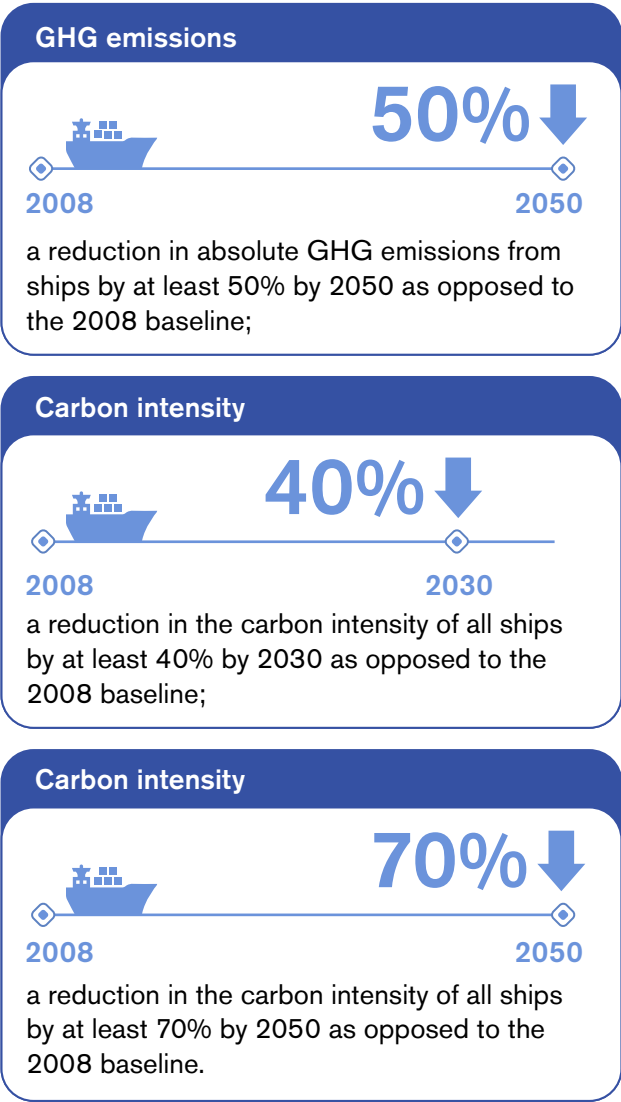 GHG emissions
50%
2008
2050
a reduction in absolute GHG emissions from
ships by at least 50% by 2050 as opposed to
the 2008 baseline;
Carbon intensity
40%
2008
2030
a reduction in the carbon intensity of all ships
by at least 40% by 2030 as opposed to the
2008 baseline;
Carbon intensity
70%
2008
2050
a reduction in the carbon intensity of all ships
by at least 70% by 2050 as opposed to the
2008 baseline.